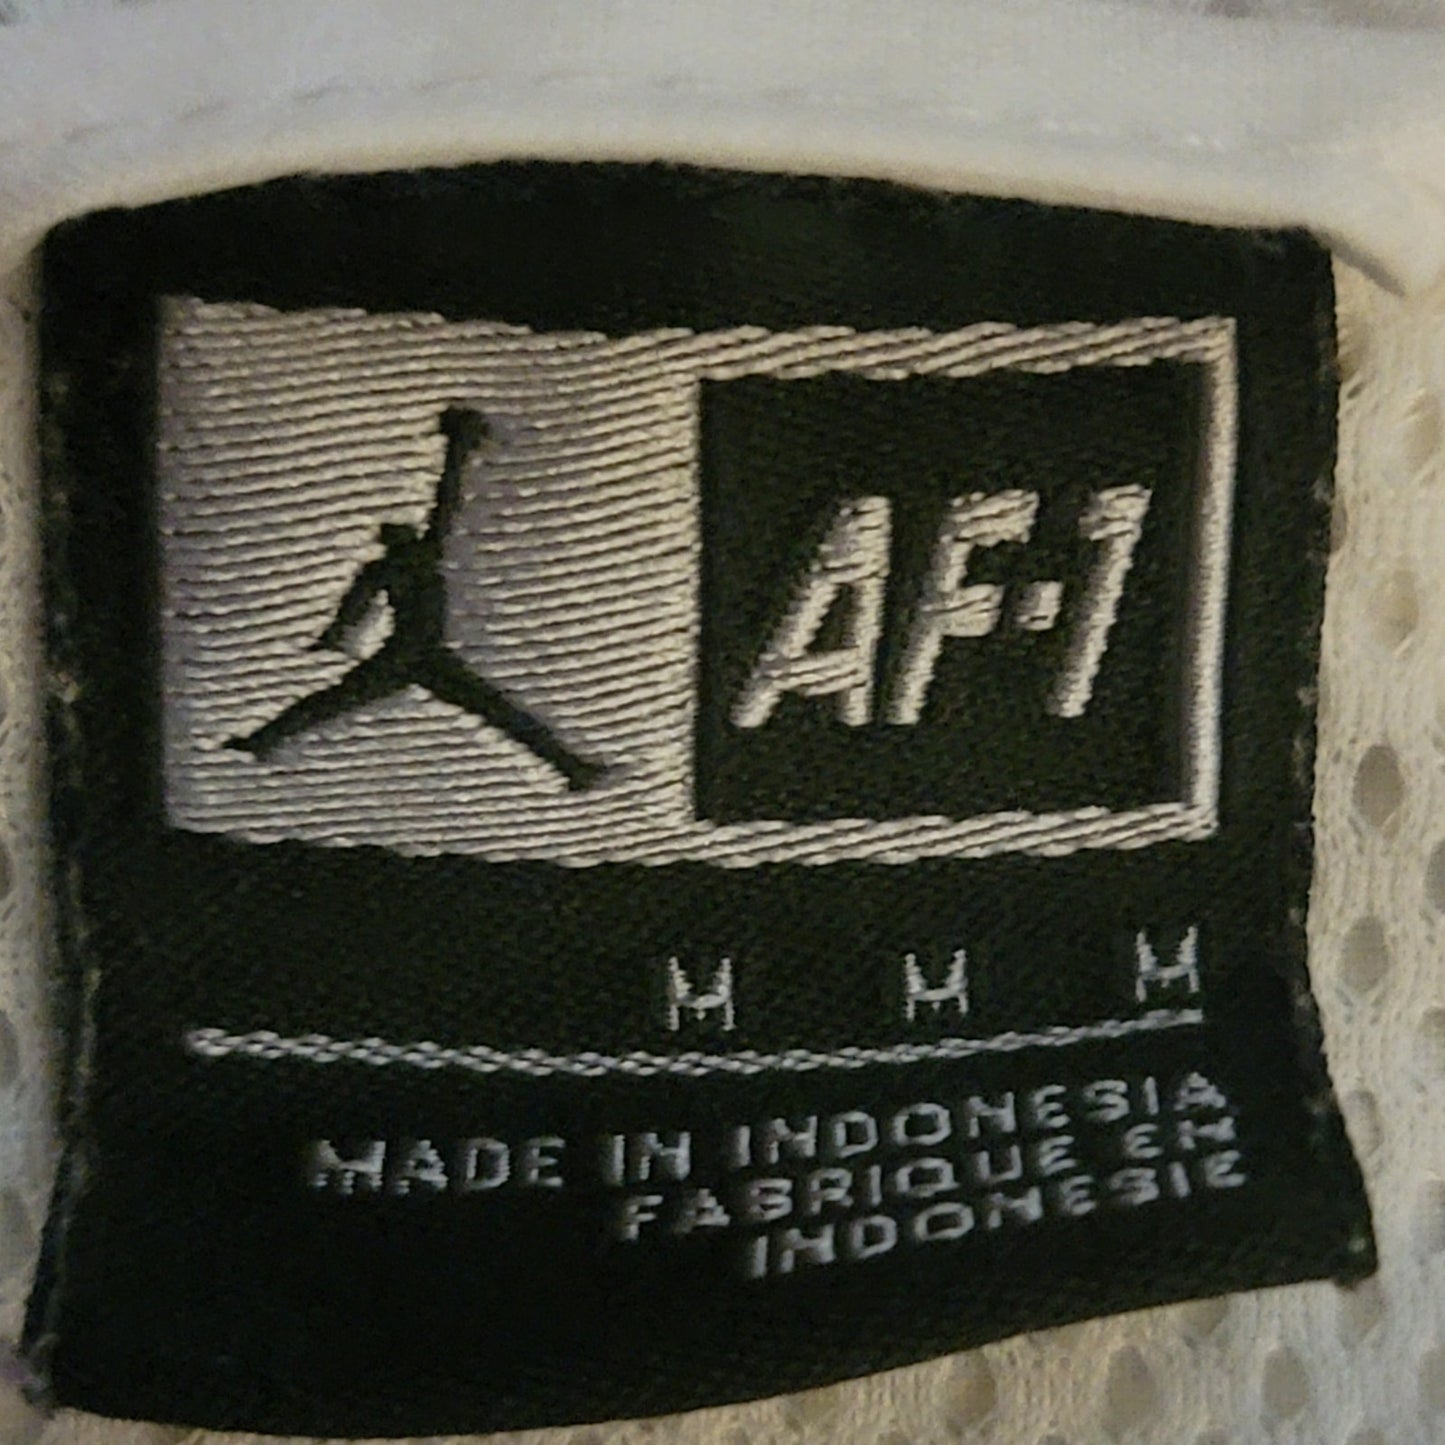 AF-1
M M M
MADE IN INDONESIA
FABRIQUE EN
INDONESIE